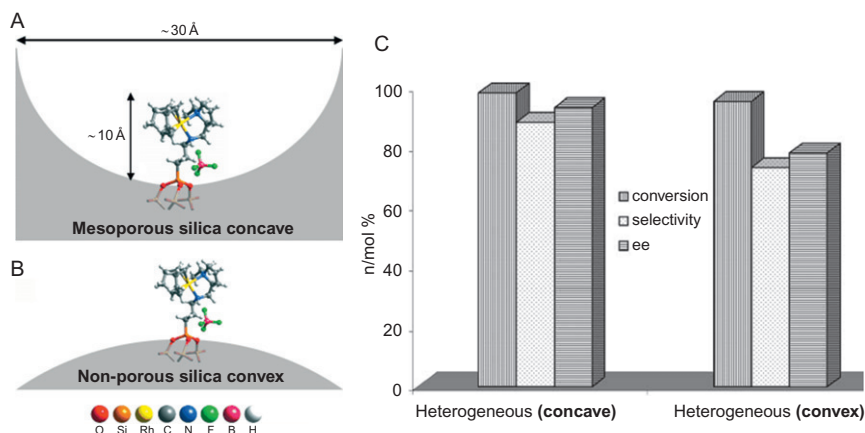 A
~30 Å
~10 Å
Mesoporous silica concave
B
Non-porous silica convex
O Si Rh C N F B H
C
n/mol %
100
80
60
40
20
0
conversion
selectivity
ee
Heterogeneous (concave)
Heterogeneous (convex)